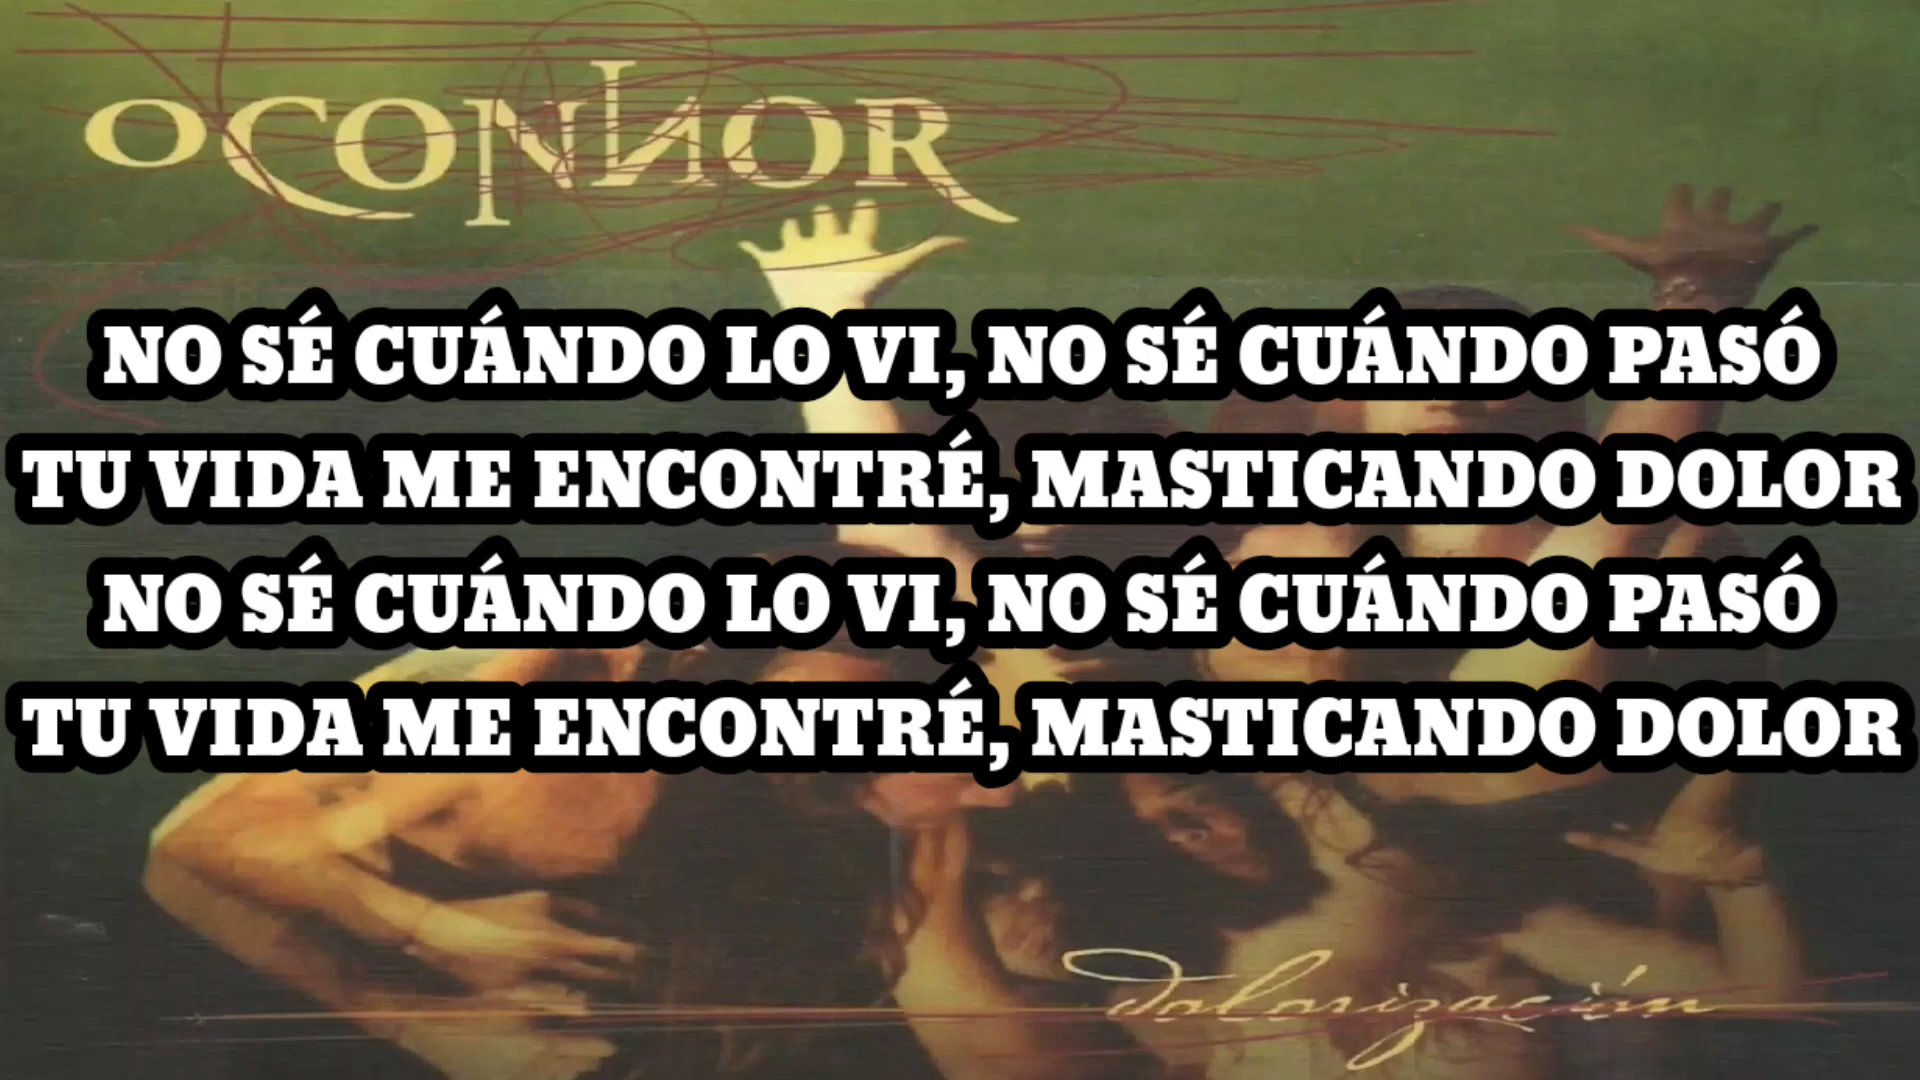 OCONNOR
NO SÉ CUÁNDO LO VI, NO SÉ CUÁNDO PASÓ
TU VIDA ME ENCONTRÉ, MASTICANDO DOLOR
NO SÉ CUÁNDO LO VI, NO SÉ CUÁNDO PASÓ
TU VIDA ME ENCONTRÉ, MASTICANDO DOLOR
dolorización